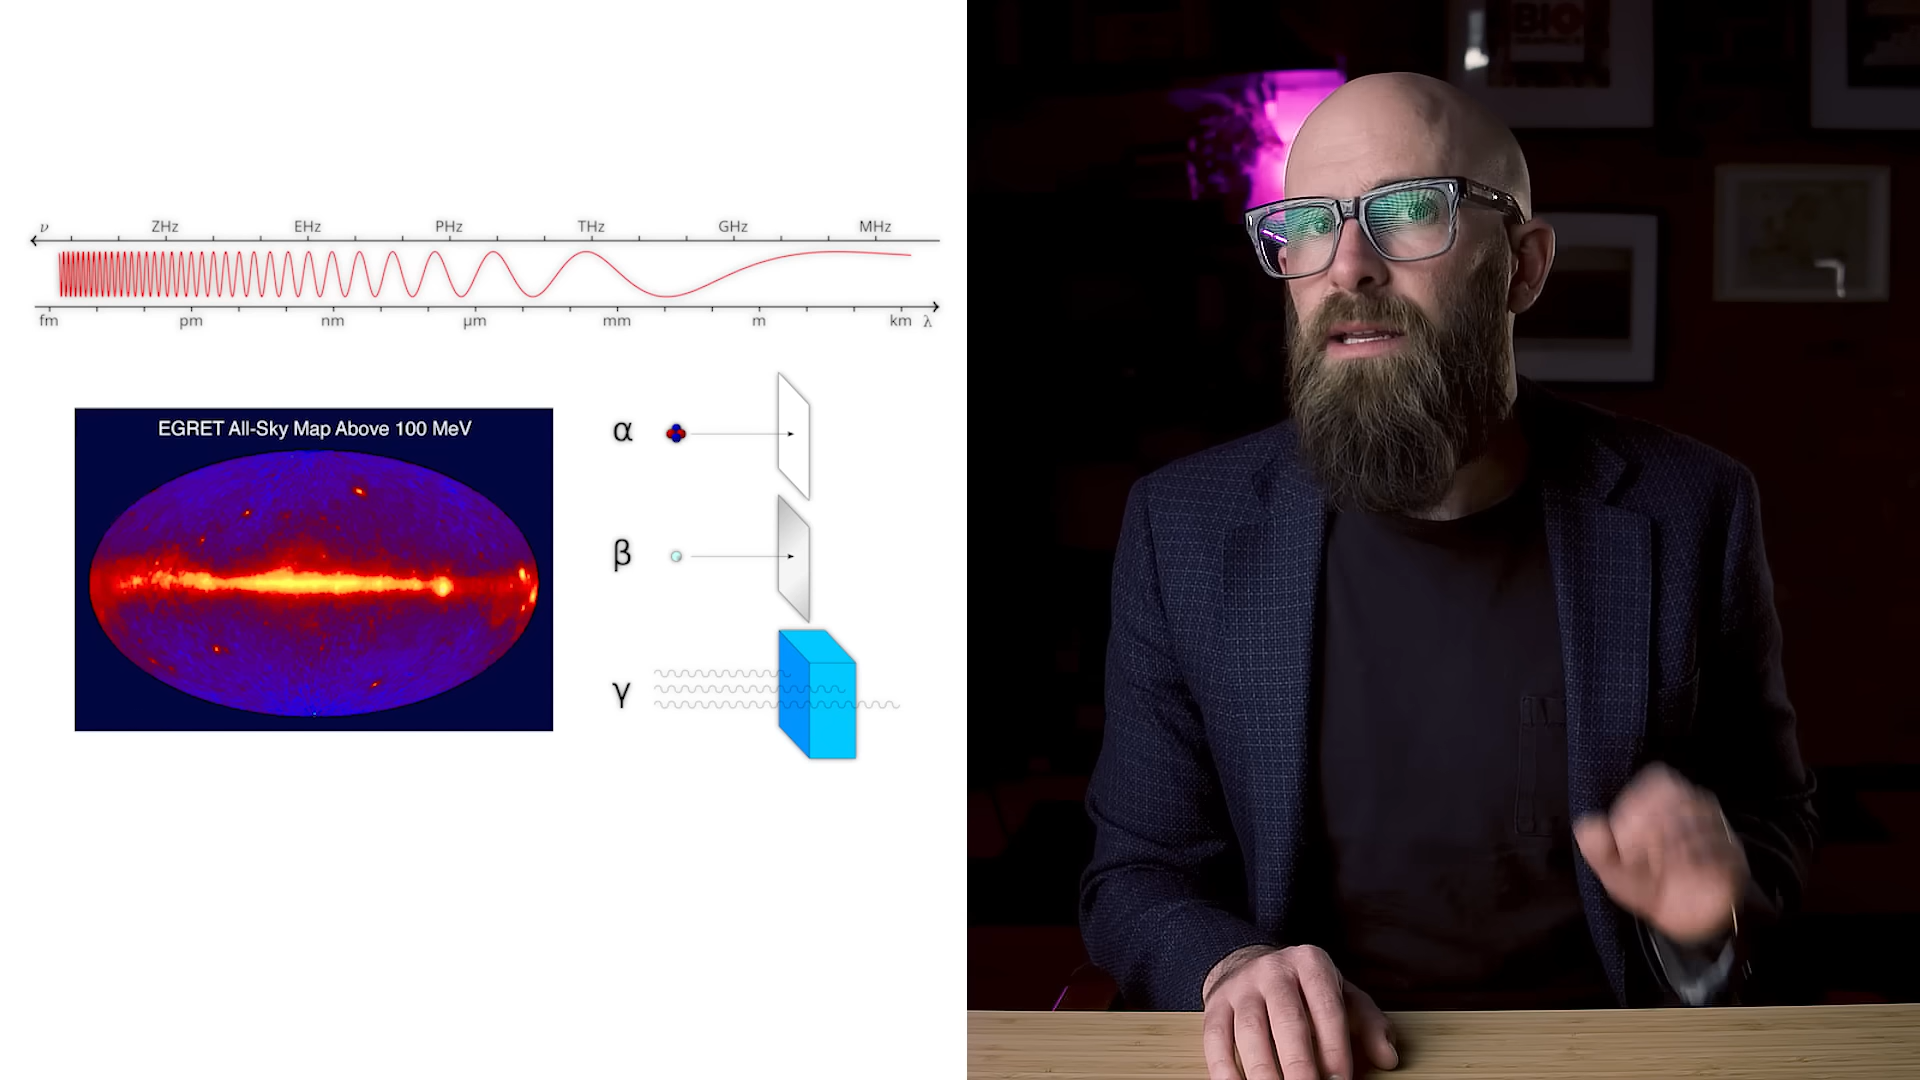 ν ZHz EHz PHz THz GHz MHz
fm pm nm μm mm m km λ
EGRET All-Sky Map Above 100 MeV
α
β
γ
BIO